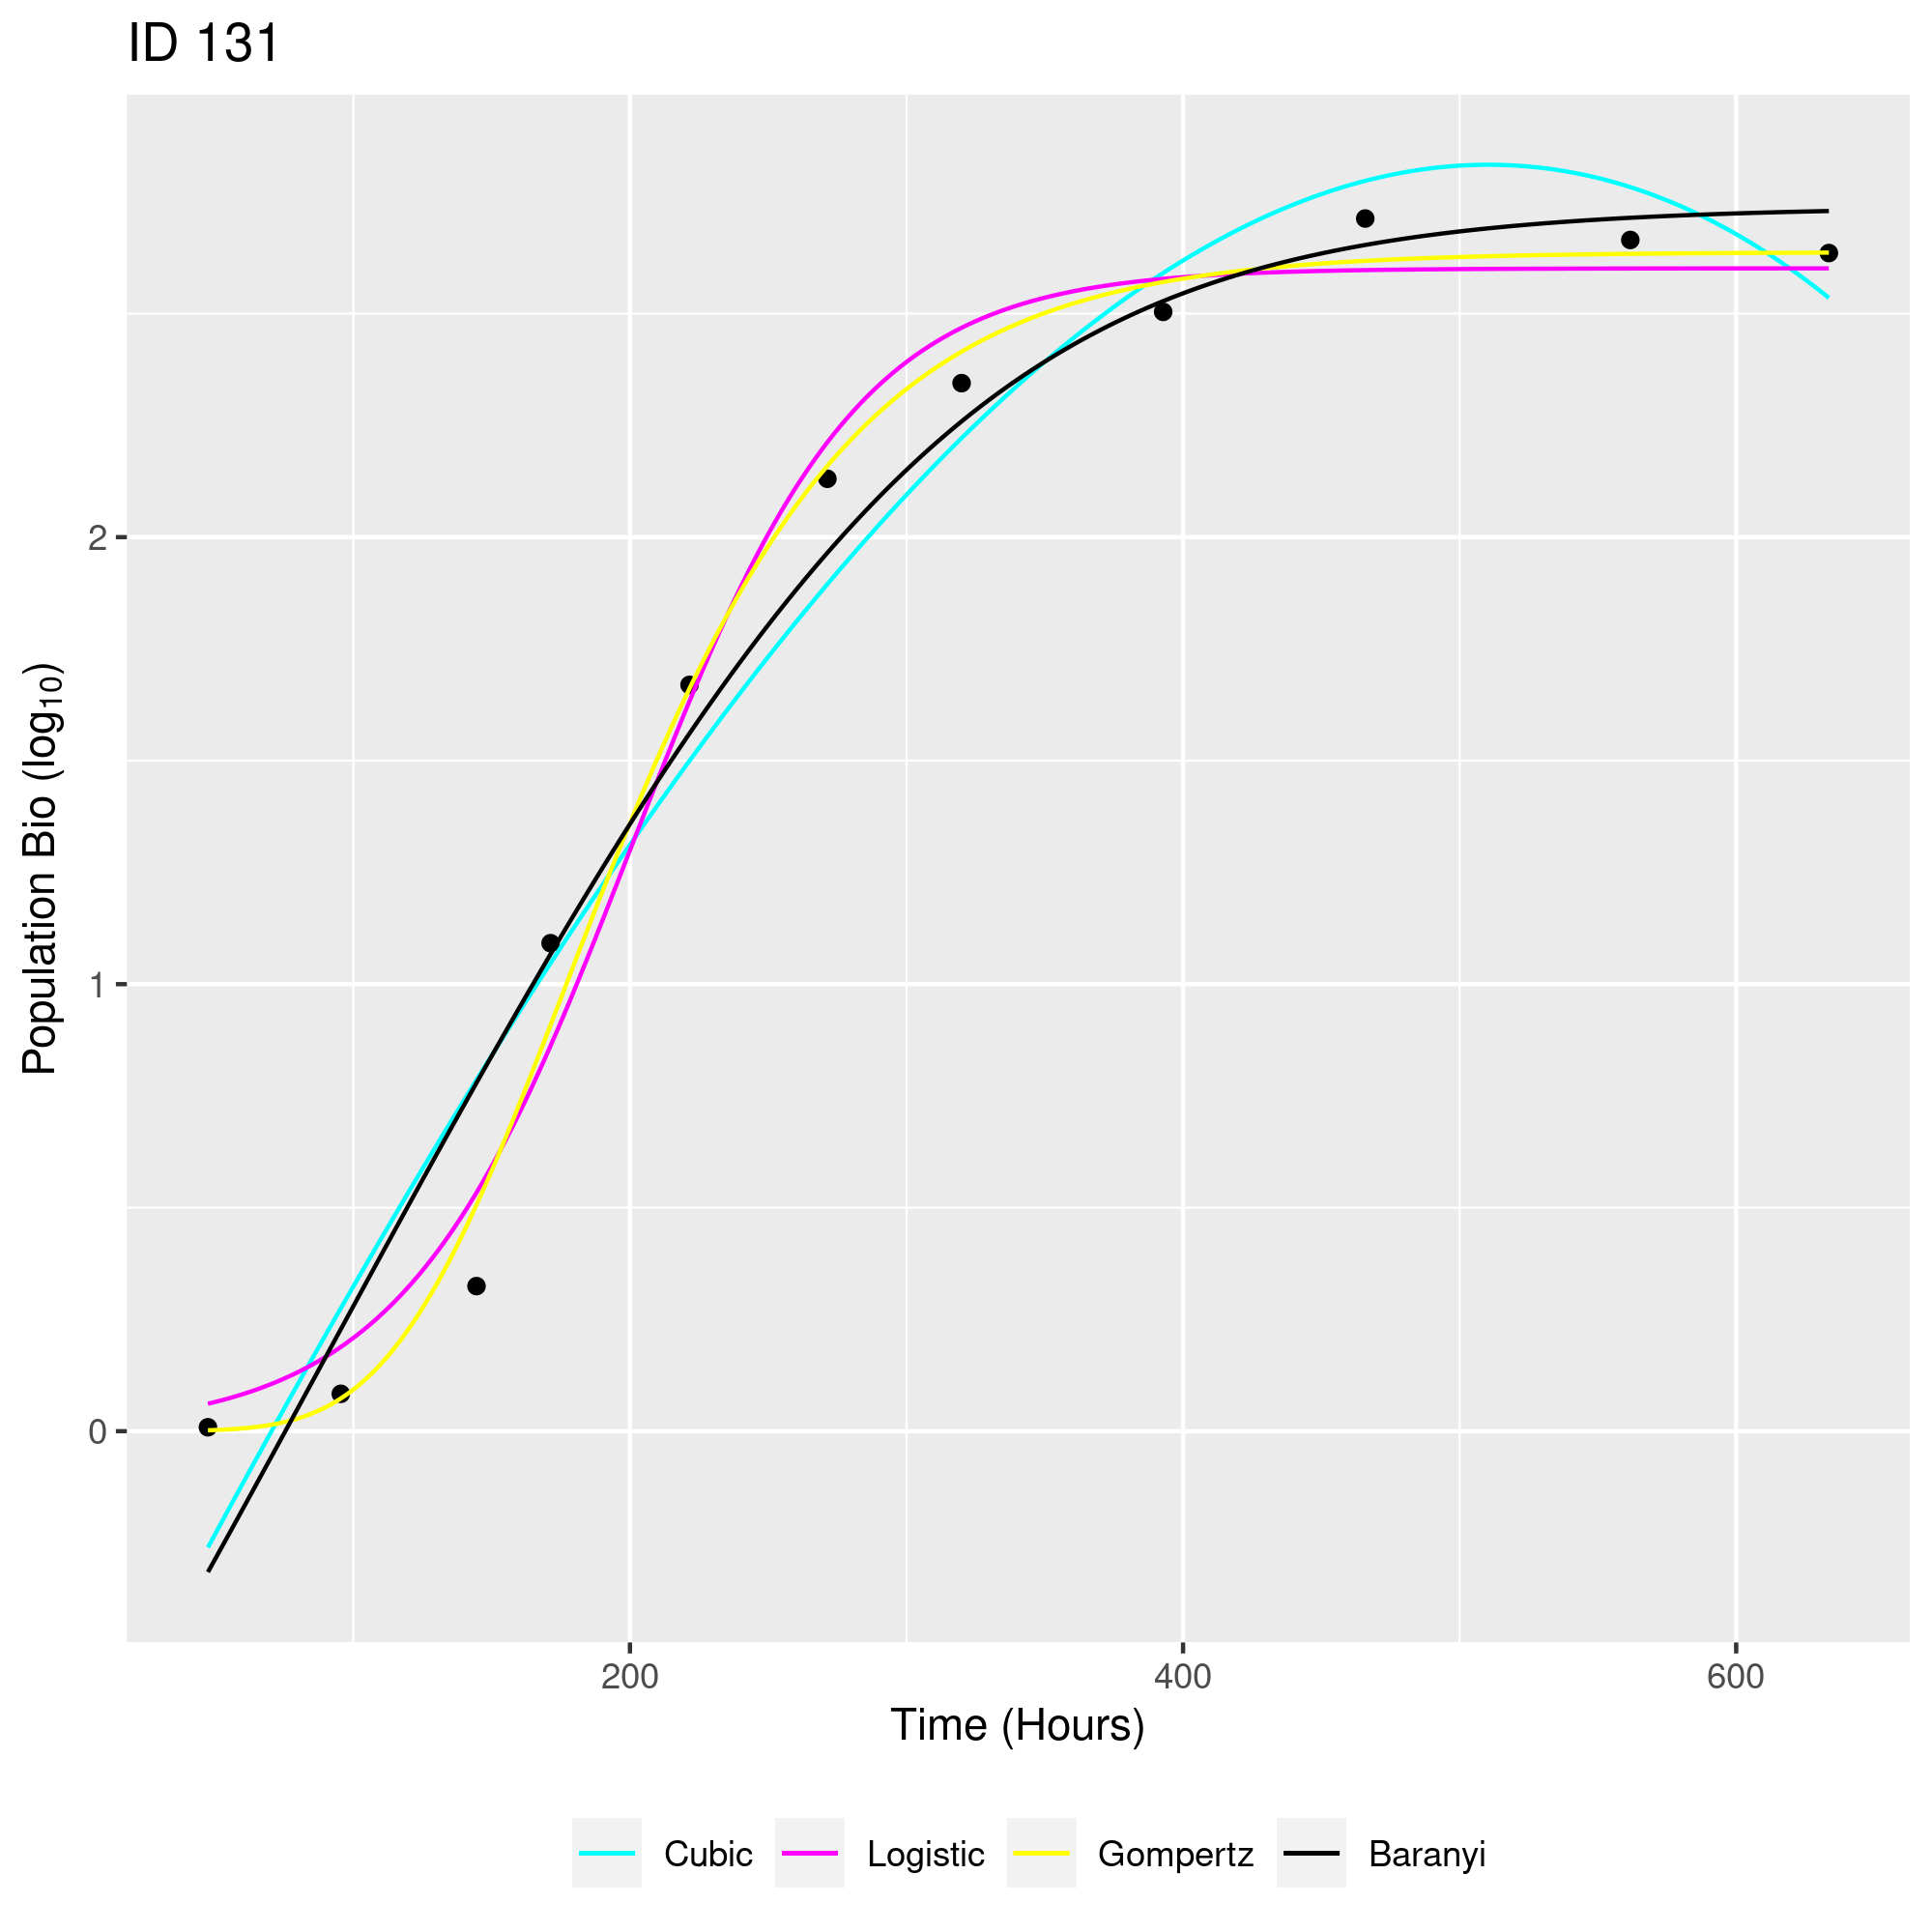 ID 131
Population Bio (log₁₀)
2
1
0
200 400 600
Time (Hours)
Cubic Logistic Gompertz Baranyi